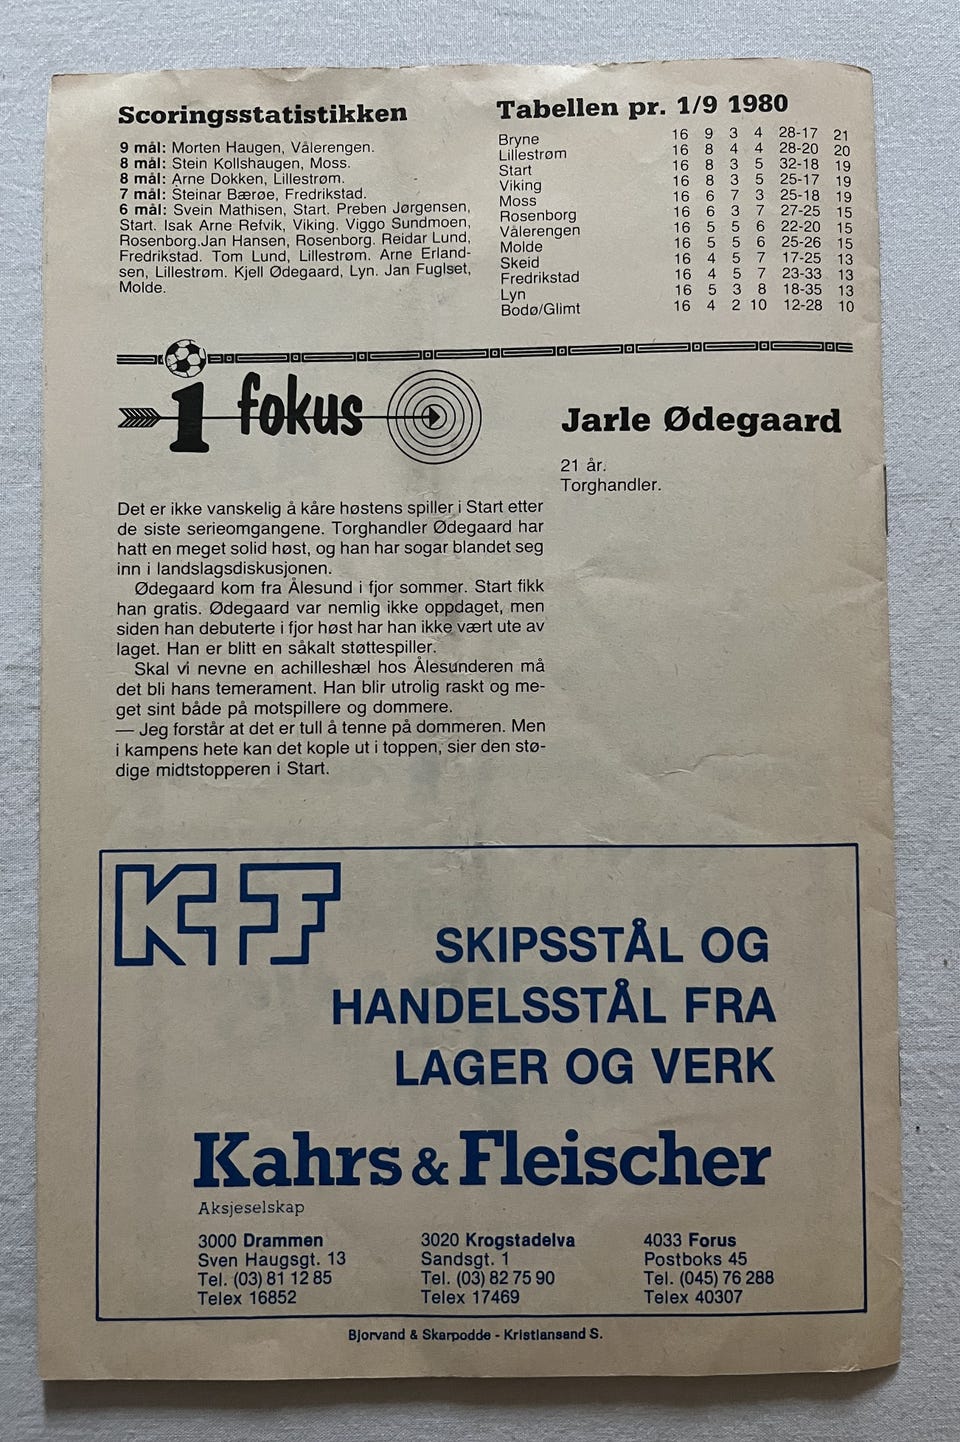 Scoringsstatistikken
9 mål: Morten Haugen, Vålerengen.
8 mål: Stein Kollshaugen, Moss.
8 mål: Arne Dokken, Lillestrøm.
7 mål: Steinar Bærøe, Fredrikstad.
6 mål: Svein Mathisen, Start. Preben Jørgensen,
Start. Isak Arne Refvik, Viking. Viggo Sundmoen,
Rosenborg.Jan Hansen, Rosenborg. Reidar Lund,
Fredrikstad. Tom Lund, Lillestrøm. Arne Erland-
sen, Lillestrøm. Kjell Ødegaard, Lyn. Jan Fuglset,
Molde.
Tabellen pr. 1/9 1980
Bryne 16 9 3 4 28-17 21
Lillestrøm 16 8 4 4 28-20 20
Start 16 8 3 5 32-18 19
Viking 16 8 3 5 25-17 19
Moss 16 6 7 3 25-18 19
Rosenborg 16 6 3 7 27-25 15
Vålerengen 16 5 5 6 22-20 15
Molde 16 5 5 6 25-26 15
Skeid 16 4 5 7 17-25 13
Fredrikstad 16 4 5 7 23-33 13
Lyn 16 5 3 8 18-35 13
Bodø/Glimt 16 4 2 10 12-28 10
i fokus
Jarle Ødegaard
21 år.
Torghandler.
Det er ikke vanskelig å kåre høstens spiller i Start etter
de siste serieomgangene. Torghandler Ødegaard har
hatt en meget solid høst, og han har sogar blandet seg
inn i landslagsdiskusjonen.
Ødegaard kom fra Ålesund i fjor sommer. Start fikk
han gratis. Ødegaard var nemlig ikke oppdaget, men
siden han debuterte i fjor høst har han ikke vært ute av
laget. Han er blitt en såkalt støttespiller.
Skal vi nevne en achilleshæl hos Ålesunderen må
det bli hans temerament. Han blir utrolig raskt og me-
get sint både på motspillere og dommere.
— Jeg forstår at det er tull å tenne på dommeren. Men
i kampens hete kan det kople ut i toppen, sier den stø-
dige midtstopperen i Start.
KF
SKIPSSTÅL OG
HANDELSSTÅL FRA
LAGER OG VERK
Kahrs & Fleischer
Aksjeselskap
3000 Drammen
Sven Haugsgt. 13
Tel. (03) 81 12 85
Telex 16852
3020 Krogstadelva
Sandsgt. 1
Tel. (03) 82 75 90
Telex 17469
4033 Forus
Postboks 45
Tel. (045) 76 288
Telex 40307
Bjorvand & Skarpodde - Kristiansand S.